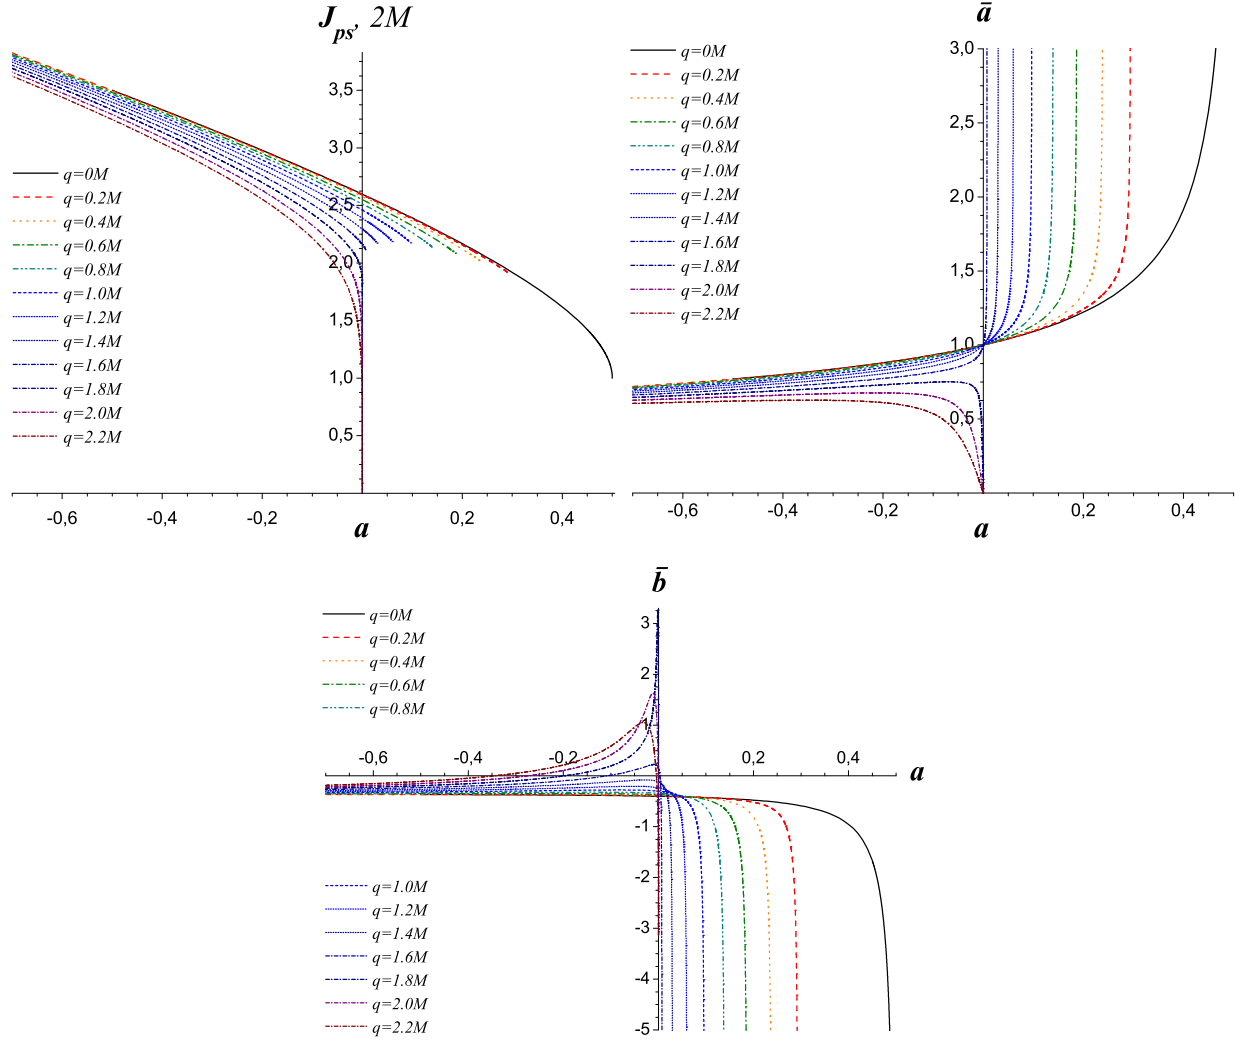 J_ps, 2M
3,5
3,0
2,5
2,0
1,5
1,0
0,5
-0,6
-0,4
-0,2
0,2
0,4
a
q=0M
q=0.2M
q=0.4M
q=0.6M
q=0.8M
q=1.0M
q=1.2M
q=1.4M
q=1.6M
q=1.8M
q=2.0M
q=2.2M
ā
3,0
2,5
2,0
1,5
1,0
0,5
-0,6
-0,4
-0,2
0,2
0,4
a
q=0M
q=0.2M
q=0.4M
q=0.6M
q=0.8M
q=1.0M
q=1.2M
q=1.4M
q=1.6M
q=1.8M
q=2.0M
q=2.2M
b̄
3
2
1
-1
-2
-3
-4
-5
-0,6
-0,4
-0,2
0,2
0,4
a
q=0M
q=0.2M
q=0.4M
q=0.6M
q=0.8M
q=1.0M
q=1.2M
q=1.4M
q=1.6M
q=1.8M
q=2.0M
q=2.2M